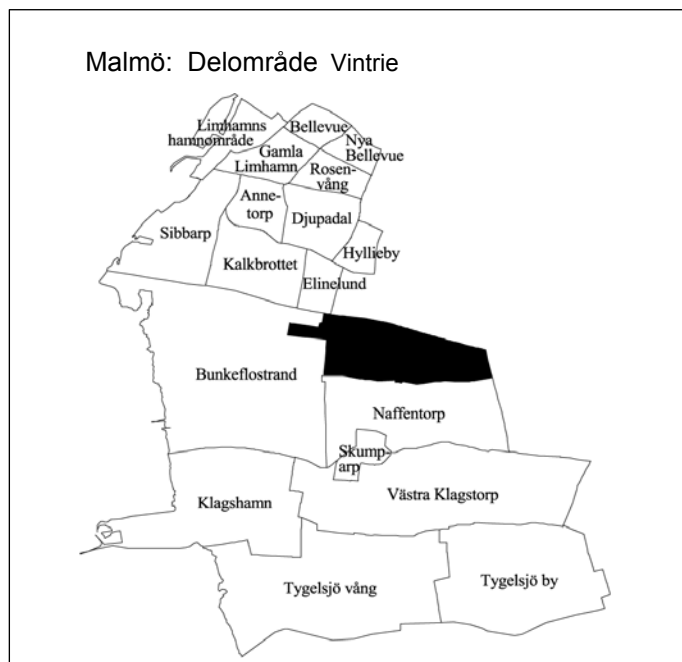 Malmö: Delområde Vintrie
Limhamns
hamnområde
Bellevue
Nya
Bellevue
Gamla
Limhamn
Rosen-
vång
Anne-
torp
Djupadal
Sibbarp
Hyllieby
Kalkbrottet
Elinelund
Bunkeflostrand
Naffentorp
Skump-
arp
Västra Klagstorp
Klagshamn
Tygelsjö vång
Tygelsjö by